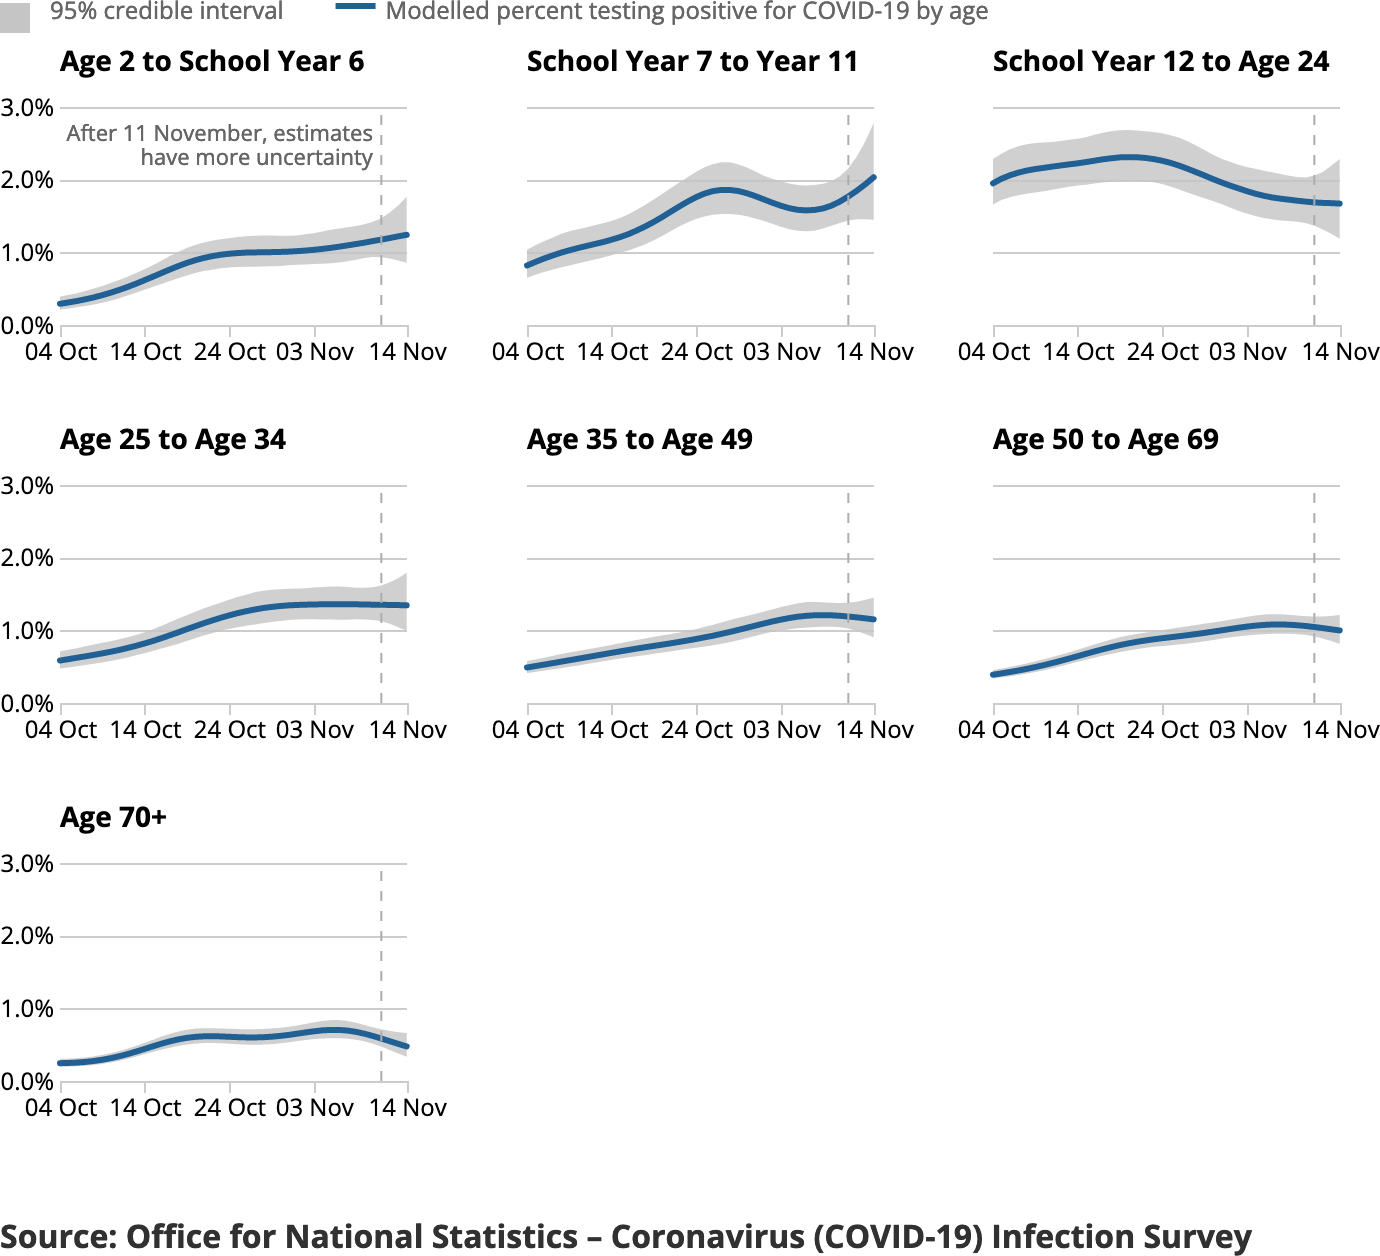 95% credible interval
Modelled percent testing positive for COVID-19 by age
Age 2 to School Year 6
School Year 7 to Year 11
School Year 12 to Age 24
3.0%
After 11 November, estimates
have more uncertainty
2.0%
1.0%
0.0%
04 Oct 14 Oct 24 Oct 03 Nov 14 Nov
04 Oct 14 Oct 24 Oct 03 Nov 14 Nov
04 Oct 14 Oct 24 Oct 03 Nov 14 Nov
Age 25 to Age 34
Age 35 to Age 49
Age 50 to Age 69
3.0%
2.0%
1.0%
0.0%
04 Oct 14 Oct 24 Oct 03 Nov 14 Nov
04 Oct 14 Oct 24 Oct 03 Nov 14 Nov
04 Oct 14 Oct 24 Oct 03 Nov 14 Nov
Age 70+
3.0%
2.0%
1.0%
0.0%
04 Oct 14 Oct 24 Oct 03 Nov 14 Nov
Source: Office for National Statistics – Coronavirus (COVID-19) Infection Survey